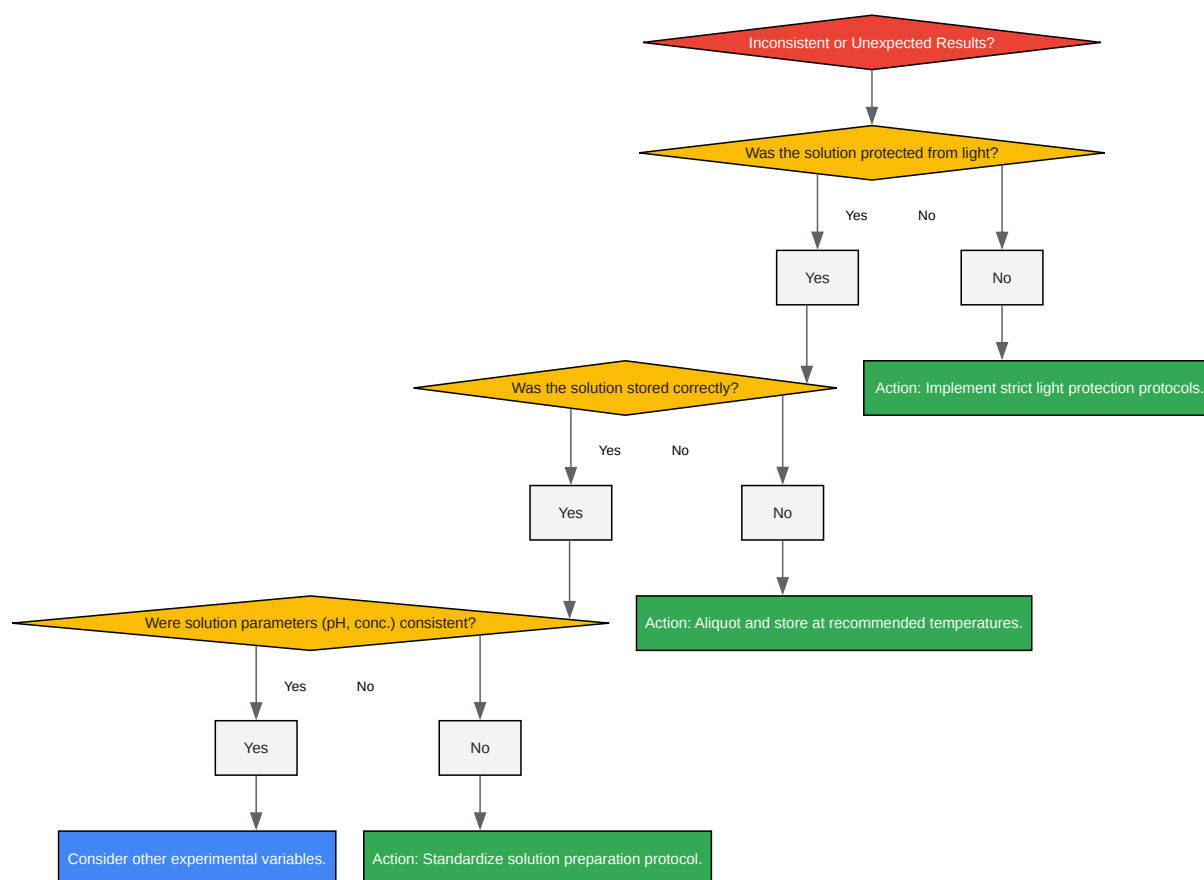 Inconsistent or Unexpected Results?
Was the solution protected from light?
Yes
No
Yes
No
Was the solution stored correctly?
Action: Implement strict light protection protocols.
Yes
No
Yes
No
Were solution parameters (pH, conc.) consistent?
Action: Aliquot and store at recommended temperatures.
Yes
No
Yes
No
Consider other experimental variables.
Action: Standardize solution preparation protocol.